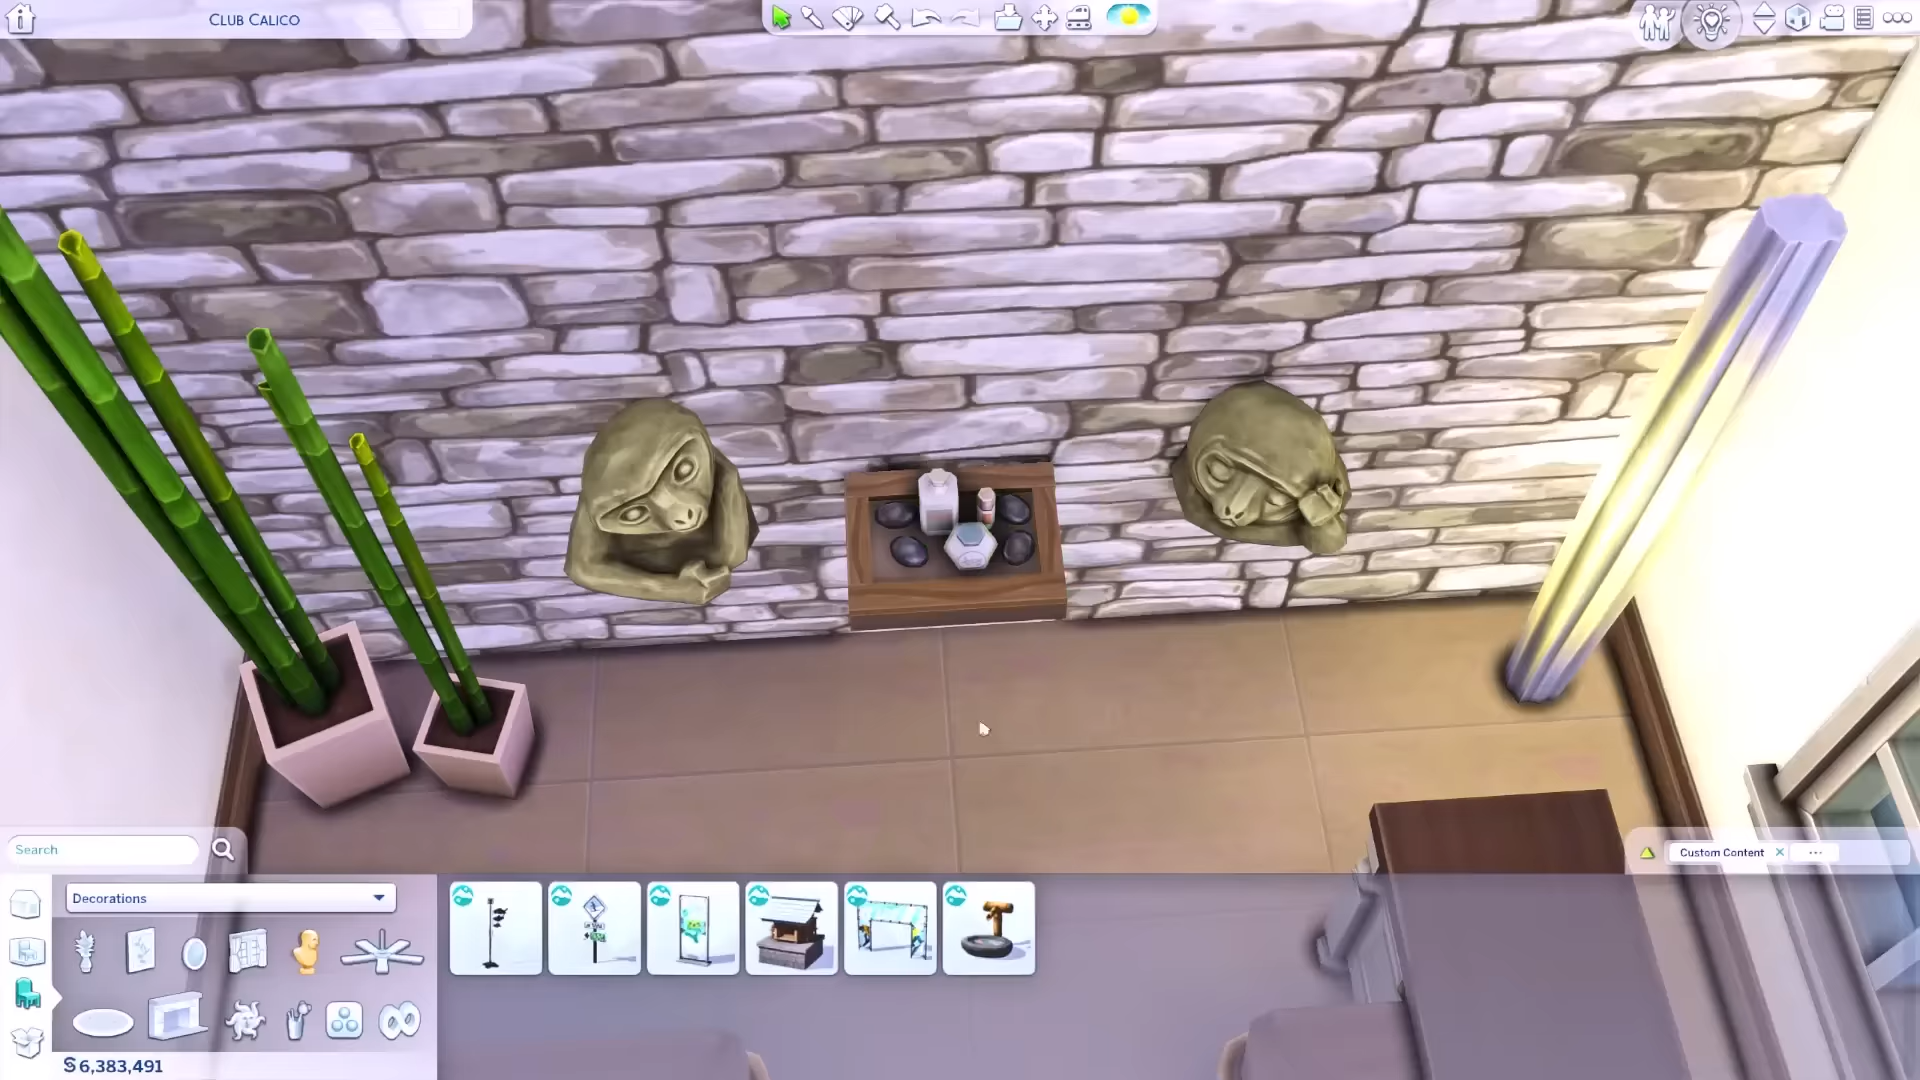 CLUB CALICO
Search
Custom Content
Decorations
§6,383,491